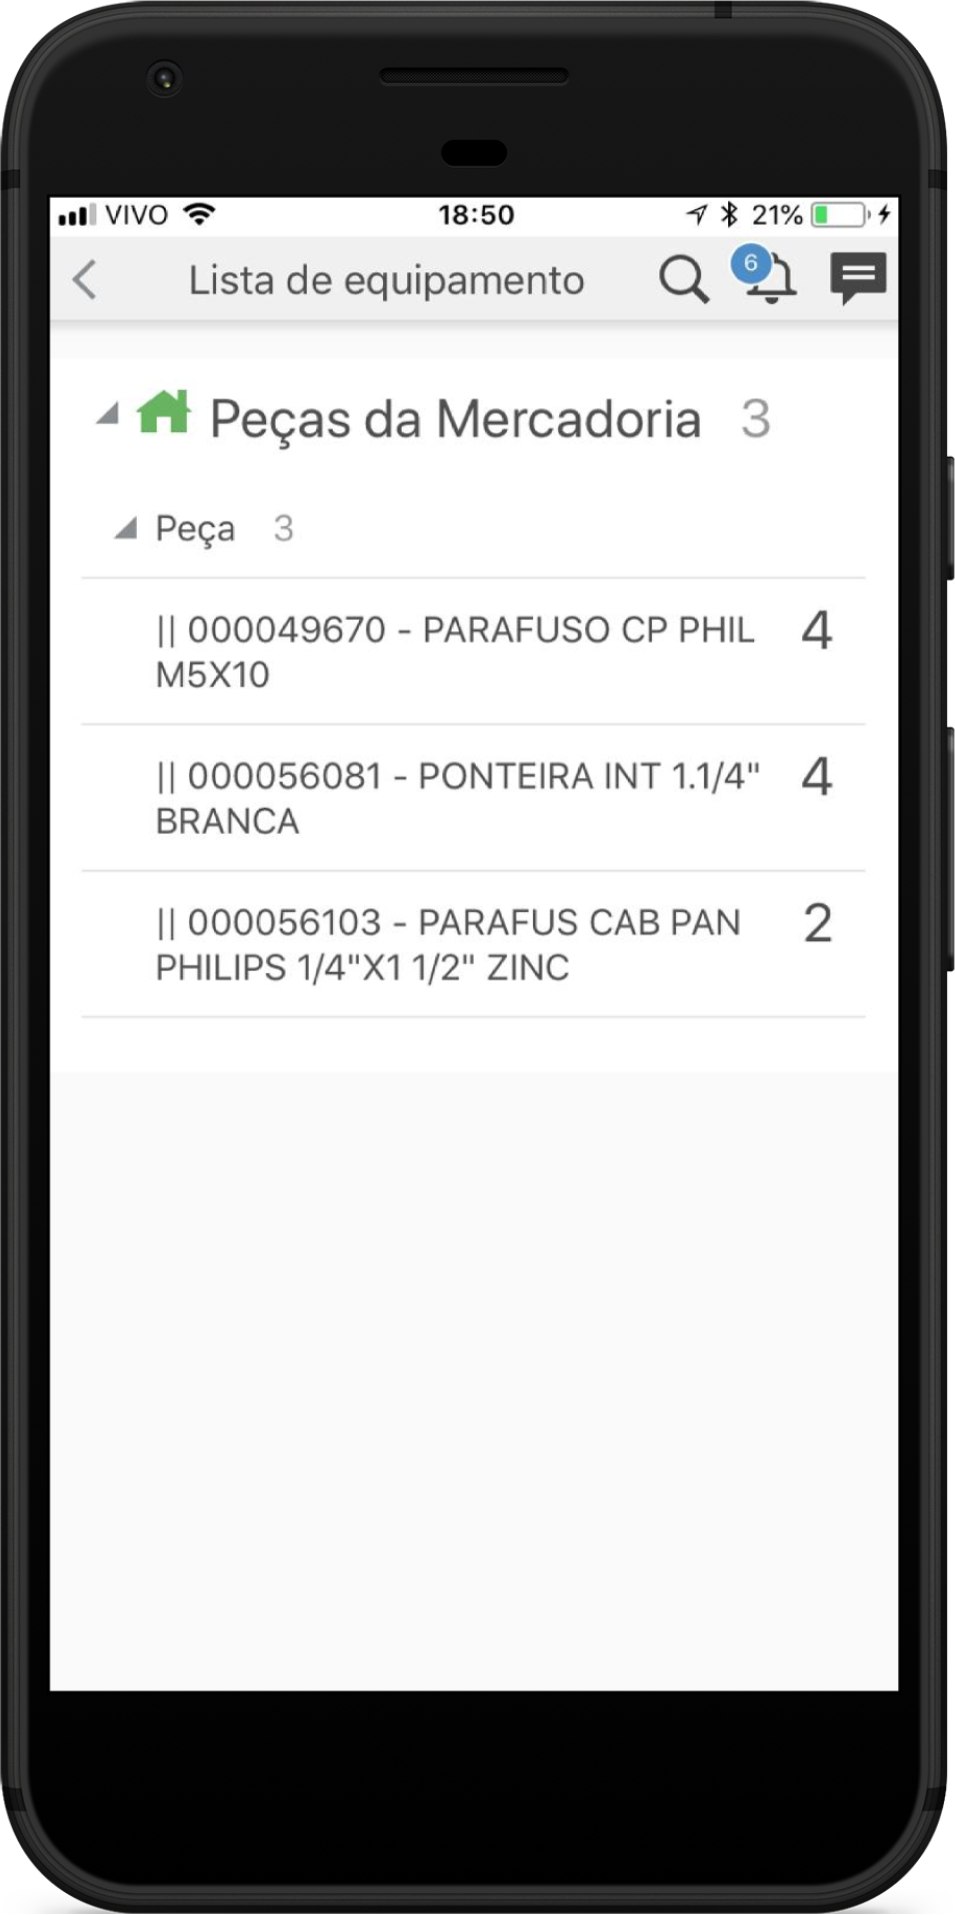 VIVO 18:50 21%
Lista de equipamento 6
Peças da Mercadoria 3
Peça 3
|| 000049670 - PARAFUSO CP PHIL 4
M5X10
|| 000056081 - PONTEIRA INT 1.1/4" 4
BRANCA
|| 000056103 - PARAFUS CAB PAN 2
PHILIPS 1/4"X1 1/2" ZINC